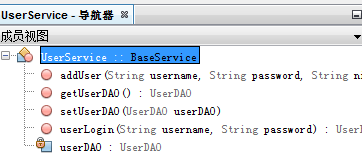 UserService - 导航器
成员视图
UserService :: BaseService
addUser(String username, String password, String ni
getUserDAO() : UserDAO
setUserDAO(UserDAO userDAO)
userLogin(String username, String password) : User
userDAO : UserDAO